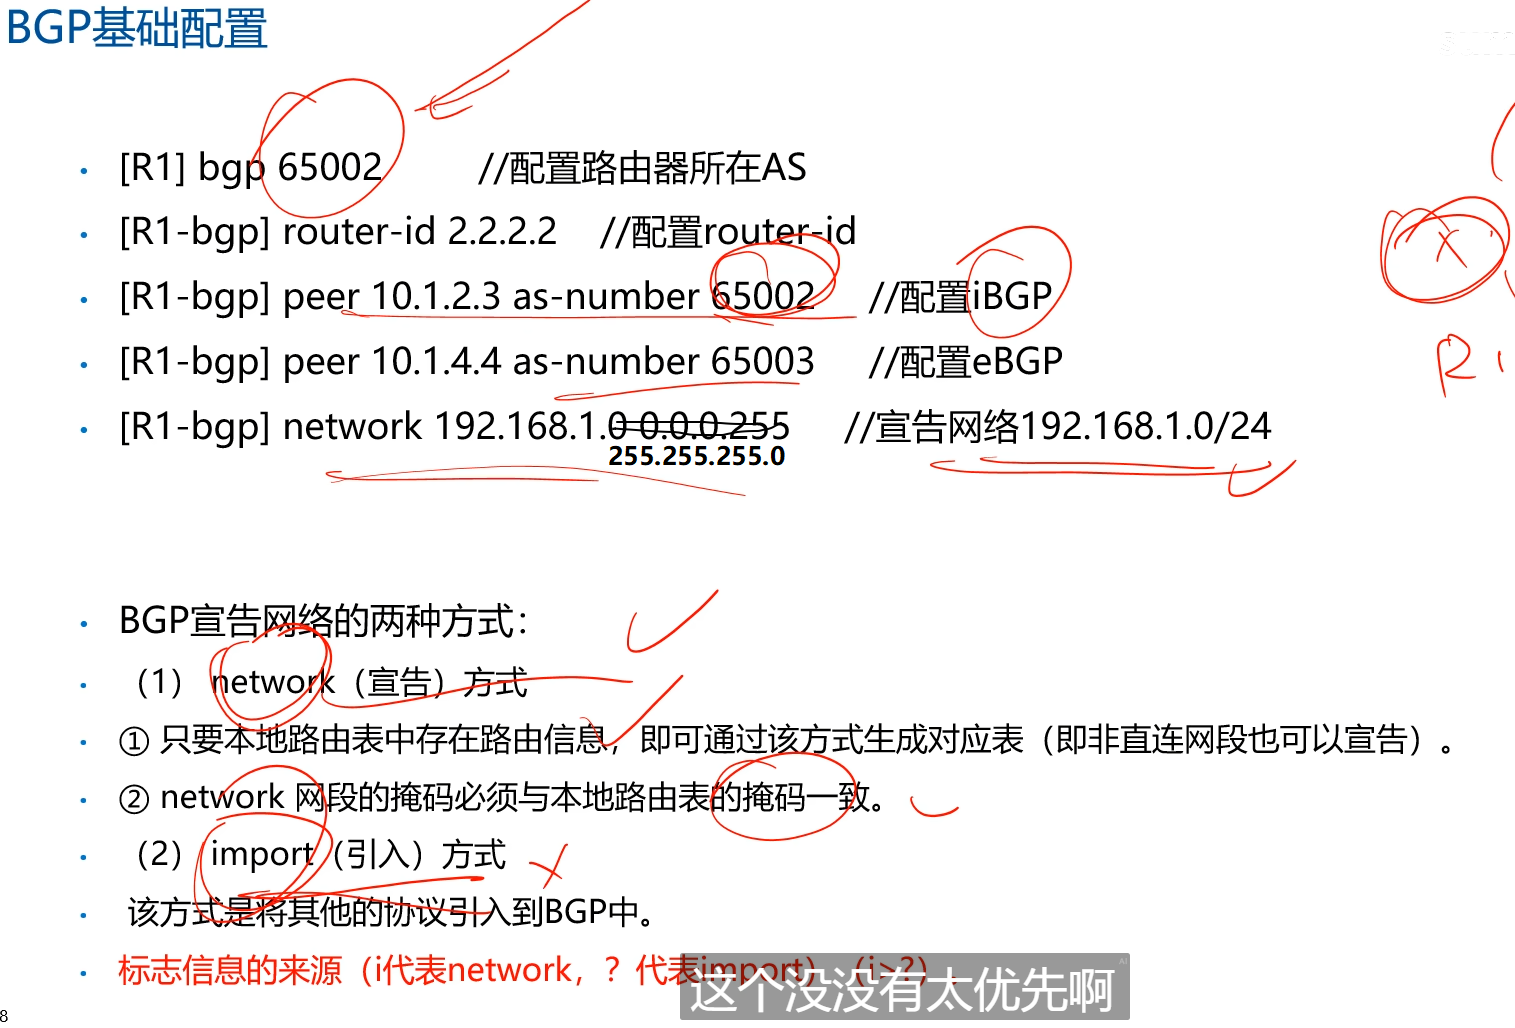 BGP基础配置
[R1] bgp 65002 //配置路由器所在AS
[R1-bgp] router-id 2.2.2.2 //配置router-id
[R1-bgp] peer 10.1.2.3 as-number 65002 //配置iBGP
R1
[R1-bgp] peer 10.1.4.4 as-number 65003 //配置eBGP
[R1-bgp] network 192.168.1.0 0.0.0.255 //宣告网络192.168.1.0/24
255.255.255.0
BGP宣告网络的两种方式：
（1） network（宣告）方式
① 只要本地路由表中存在路由信息，即可通过该方式生成对应表（即非直连网段也可以宣告）。
② network 网段的掩码必须与本地路由表的掩码一致。
（2） import（引入）方式
该方式是将其他的协议引入到BGP中。
标志信息的来源（i代表network，？代表import）（i>?）
这个没没有太优先啊
AI
8